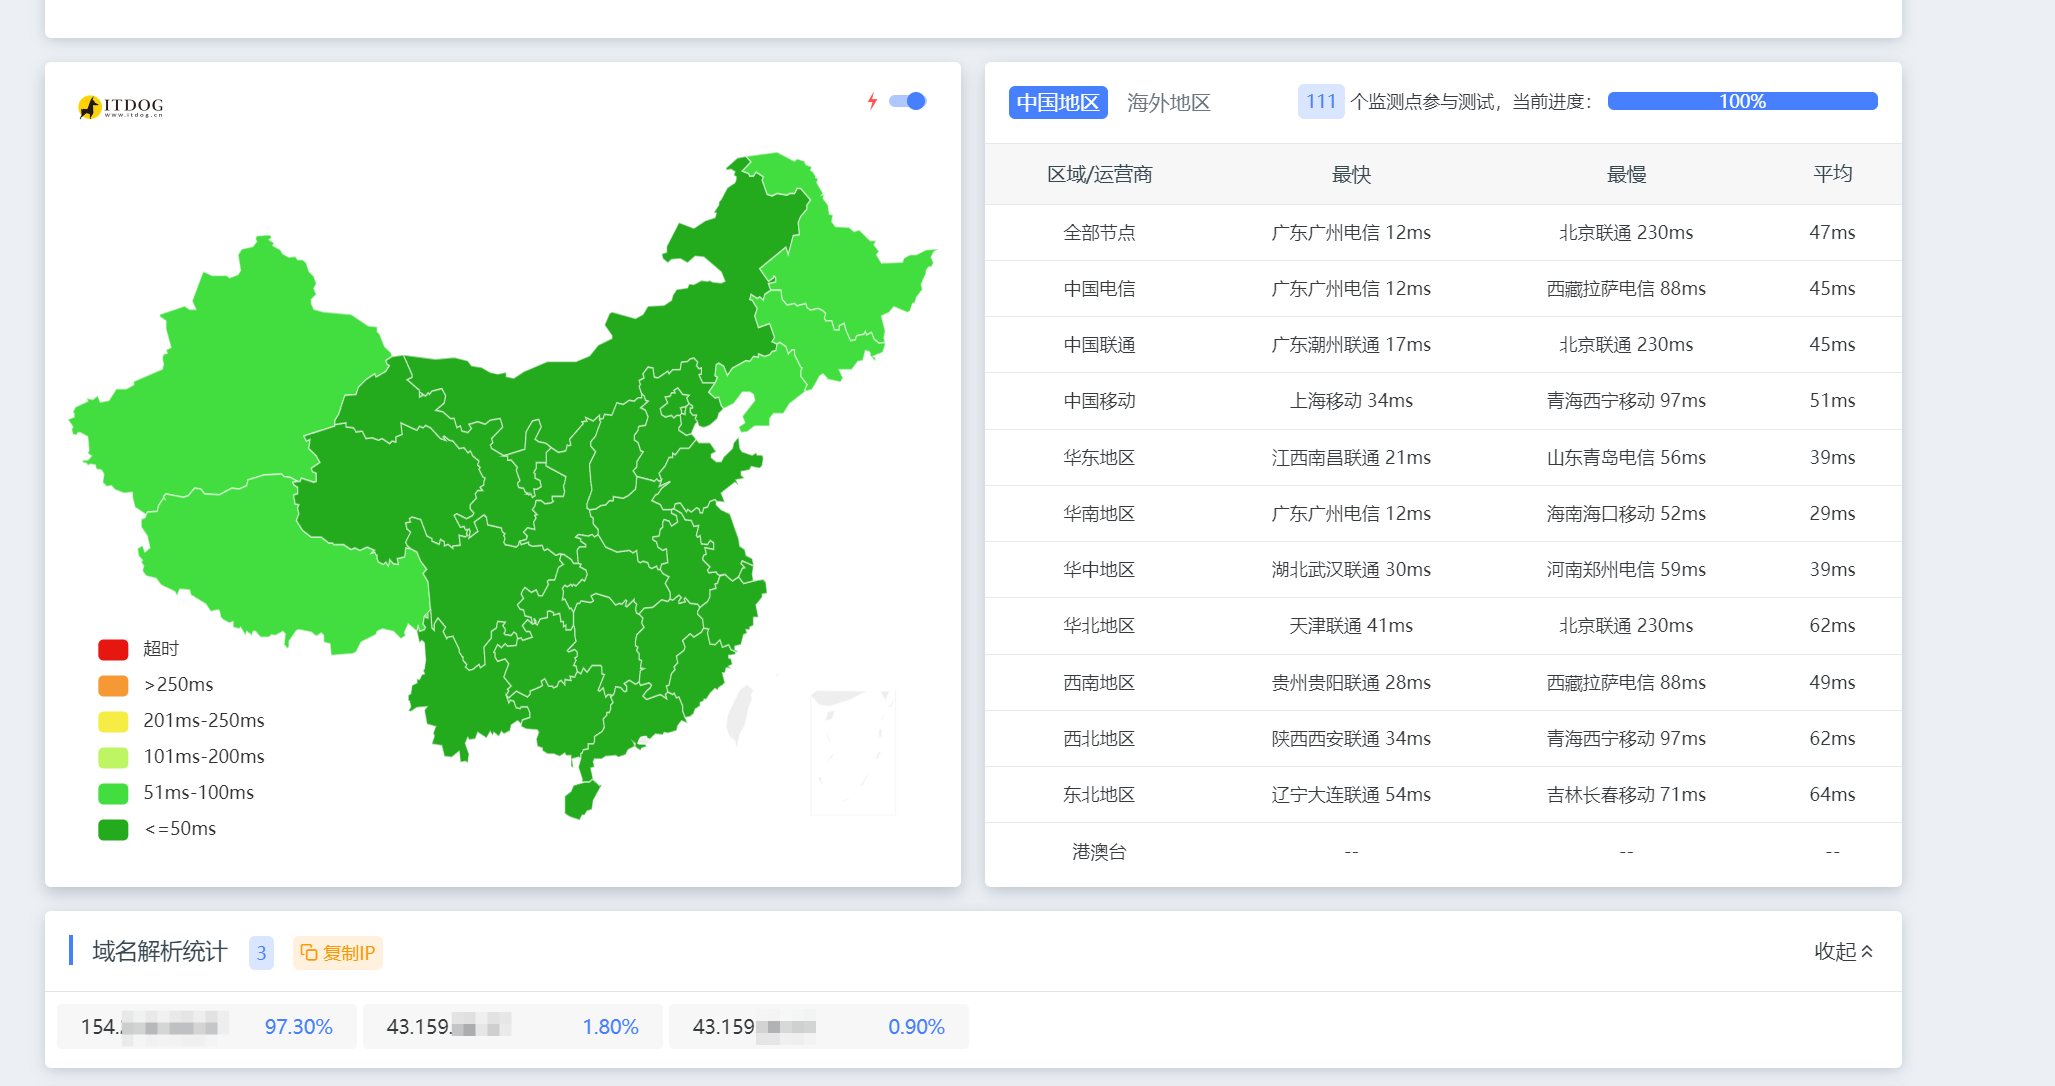 ITDOG
www.itdog.cn
超时
>250ms
201ms-250ms
101ms-200ms
51ms-100ms
<=50ms
中国地区 海外地区 111 个监测点参与测试，当前进度： 100%
区域/运营商 最快 最慢 平均
全部节点 广东广州电信 12ms 北京联通 230ms 47ms
中国电信 广东广州电信 12ms 西藏拉萨电信 88ms 45ms
中国联通 广东潮州联通 17ms 北京联通 230ms 45ms
中国移动 上海移动 34ms 青海西宁移动 97ms 51ms
华东地区 江西南昌联通 21ms 山东青岛电信 56ms 39ms
华南地区 广东广州电信 12ms 海南海口移动 52ms 29ms
华中地区 湖北武汉联通 30ms 河南郑州电信 59ms 39ms
华北地区 天津联通 41ms 北京联通 230ms 62ms
西南地区 贵州贵阳联通 28ms 西藏拉萨电信 88ms 49ms
西北地区 陕西西安联通 34ms 青海西宁移动 97ms 62ms
东北地区 辽宁大连联通 54ms 吉林长春移动 71ms 64ms
港澳台 -- -- --
域名解析统计 3 复制IP 收起
154. 97.30% 43.159. 1.80% 43.159 0.90%